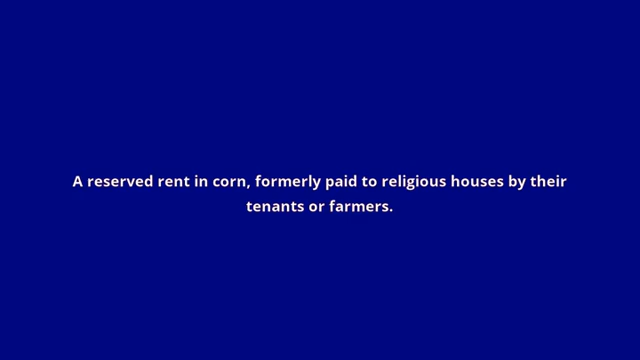 A reserved rent in corn, formerly paid to religious houses by their
tenants or farmers.